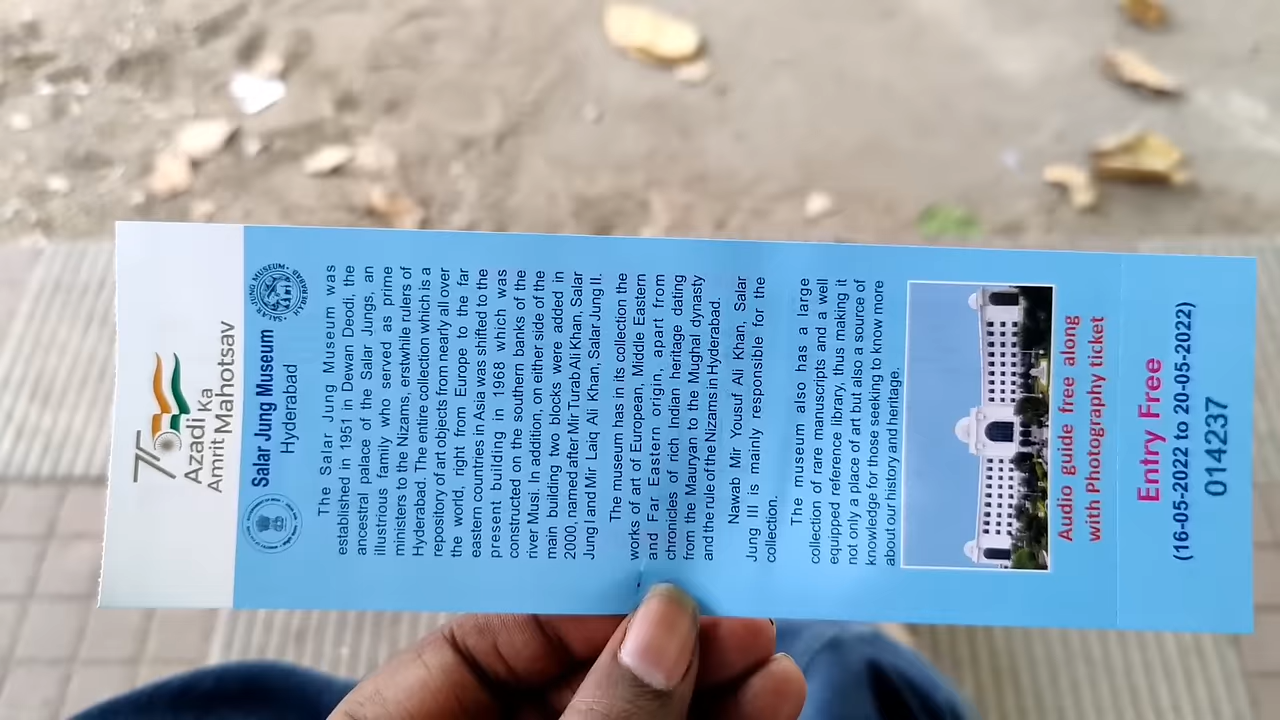 75
Azadi Ka
Amrit Mahotsav
Salar Jung Museum
Hyderabad
SALAR JUNG MUSEUM
The Salar Jung Museum was
established in 1951 in Dewan Deodi, the
ancestral palace of the Salar Jungs, an
illustrious family who served as prime
ministers to the Nizams, erstwhile rulers of
Hyderabad. The entire collection which is a
repository of art objects from nearly all over
the world, right from Europe to the far
eastern countries in Asia was shifted to the
present building in 1968 which was
constructed on the southern banks of the
river Musi. In addition, on either side of the
main building two blocks were added in
2000, named after Mir Turab Ali Khan, Salar
Jung I and Mir Laiq Ali Khan, Salar Jung II.
The museum has in its collection the
works of art of European, Middle Eastern
and Far Eastern origin, apart from
chronicles of rich Indian heritage dating
from the Mauryan to the Mughal dynasty
and the rule of the Nizams in Hyderabad.
Nawab Mir Yousuf Ali Khan, Salar
Jung III is mainly responsible for the
collection.
The museum also has a large
collection of rare manuscripts and a well
equipped reference library, thus making it
not only a place of art but also a source of
knowledge for those seeking to know more
about our history and heritage.
Audio guide free along
with Photography ticket
Entry Free
(16-05-2022 to 20-05-2022)
014237